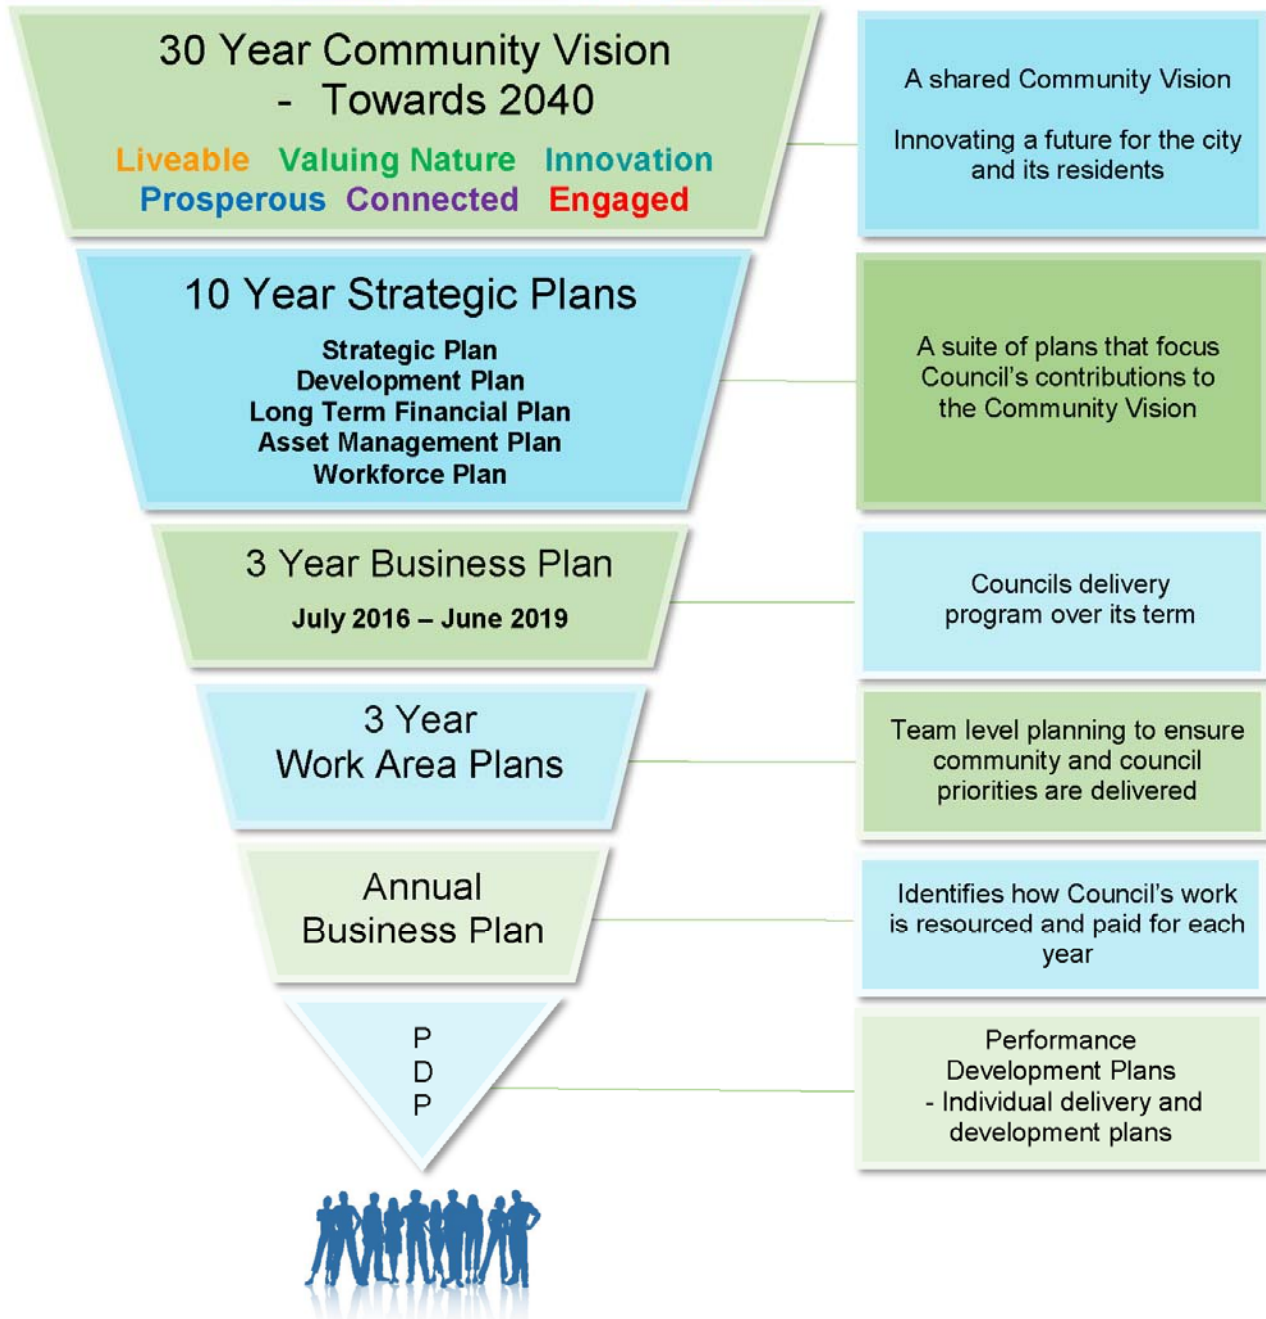 30 Year Community Vision
- Towards 2040
Liveable Valuing Nature Innovation
Prosperous Connected Engaged
A shared Community Vision
Innovating a future for the city
and its residents
10 Year Strategic Plans
Strategic Plan
Development Plan
Long Term Financial Plan
Asset Management Plan
Workforce Plan
A suite of plans that focus
Council’s contributions to
the Community Vision
3 Year Business Plan
July 2016 – June 2019
Councils delivery
program over its term
3 Year
Work Area Plans
Team level planning to ensure
community and council
priorities are delivered
Annual
Business Plan
Identifies how Council’s work
is resourced and paid for each
year
P
D
P
Performance
Development Plans
- Individual delivery and
development plans